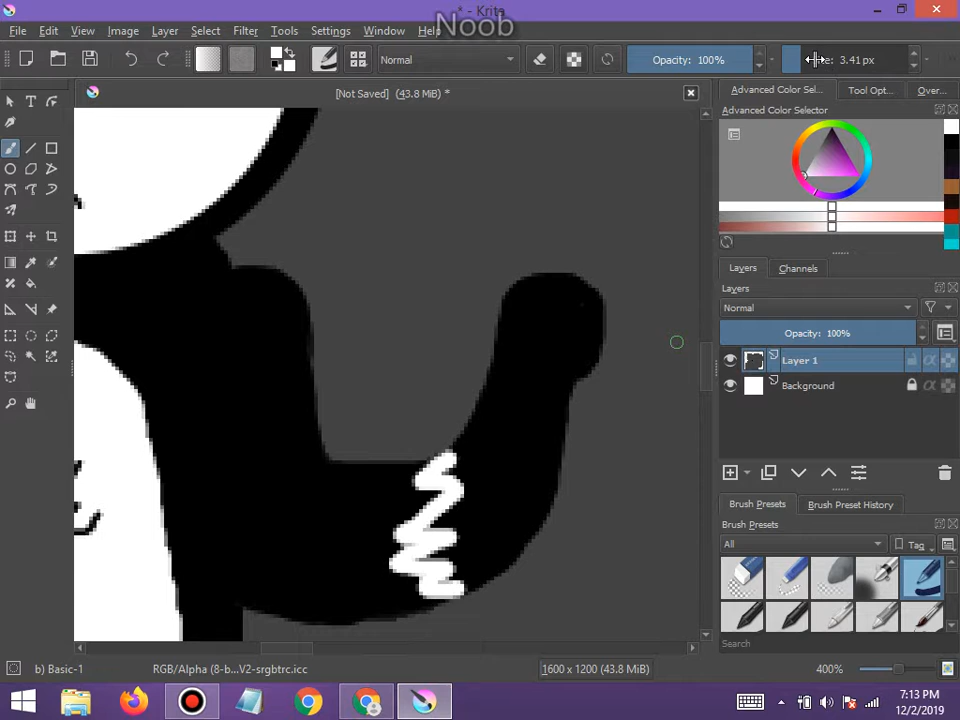 * - Krita
Noob
File Edit View Image Layer Select Filter Tools Settings Window Help
Normal Opacity: 100% 3.41 px
[Not Saved] (43.8 MiB) *
Advanced Color Sel... Tool Opt... Over...
Advanced Color Selector
Layers Channels
Layers
Normal
Opacity: 100%
Layer 1
Background
Brush Presets Brush Preset History
Brush Presets
All Tag
Search
b) Basic-1 RGB/Alpha (8-b...V2-srgbtrc.icc 1600 x 1200 (43.8 MiB) 400%
7:13 PM
12/2/2019